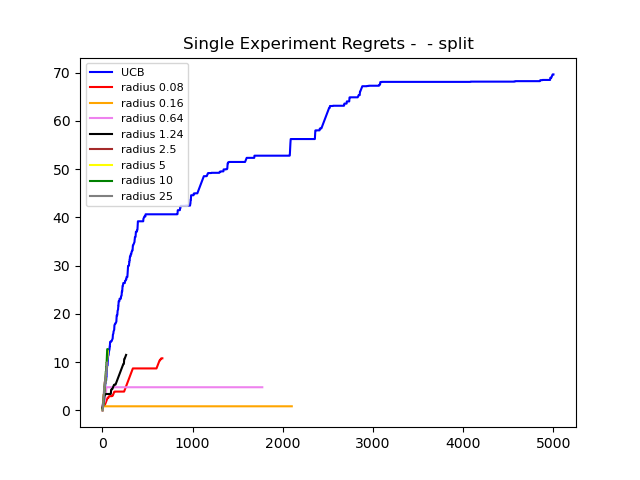 Single Experiment Regrets -  - split
70
60
50
40
30
20
10
0
UCB
radius 0.08
radius 0.16
radius 0.64
radius 1.24
radius 2.5
radius 5
radius 10
radius 25
0 1000 2000 3000 4000 5000